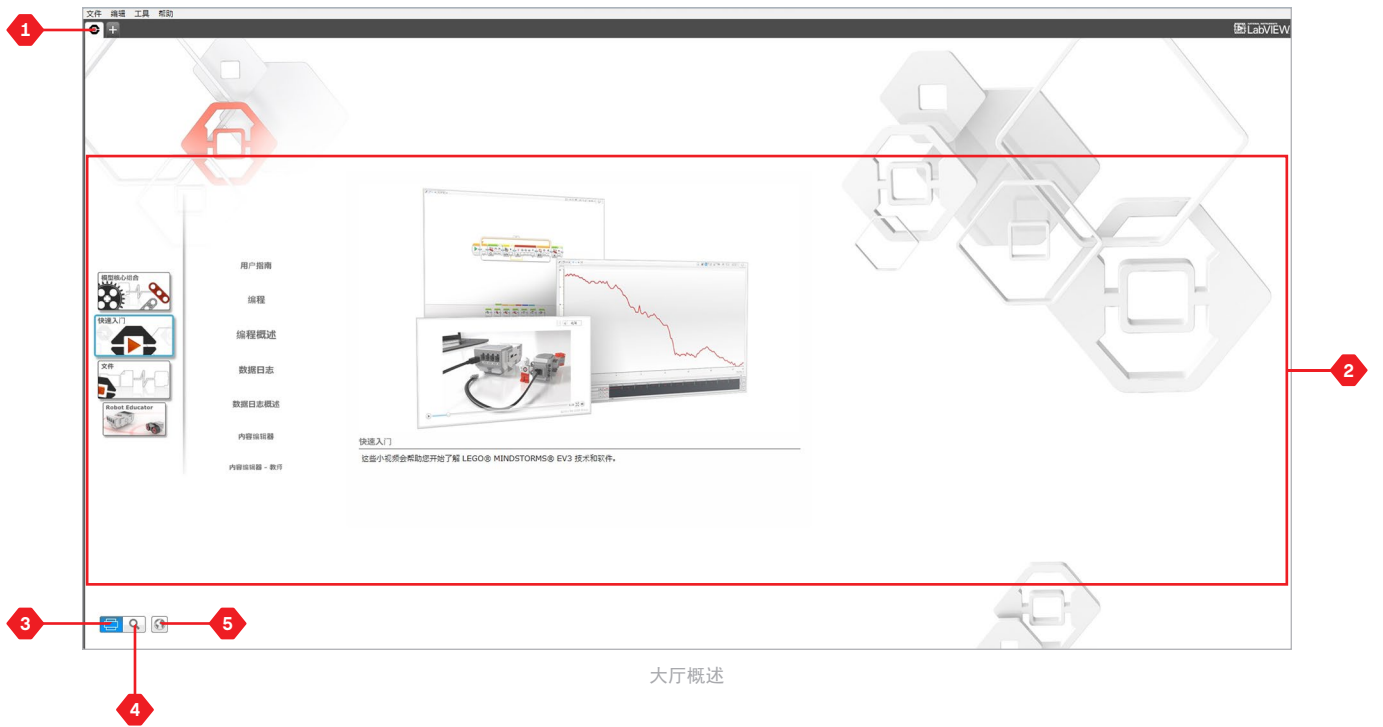 文件 编辑 工具 帮助
1
LabVIEW
用户指南
模型核心组合
编程
快速入门
编程概述
2
文件
数据日志
Robot Educator
数据日志概述
内容编辑器
快速入门
这些小视频会帮助您开始了解 LEGO® MINDSTORMS® EV3 技术和软件。
内容编辑器 - 教师
3
5
大厅概述
4